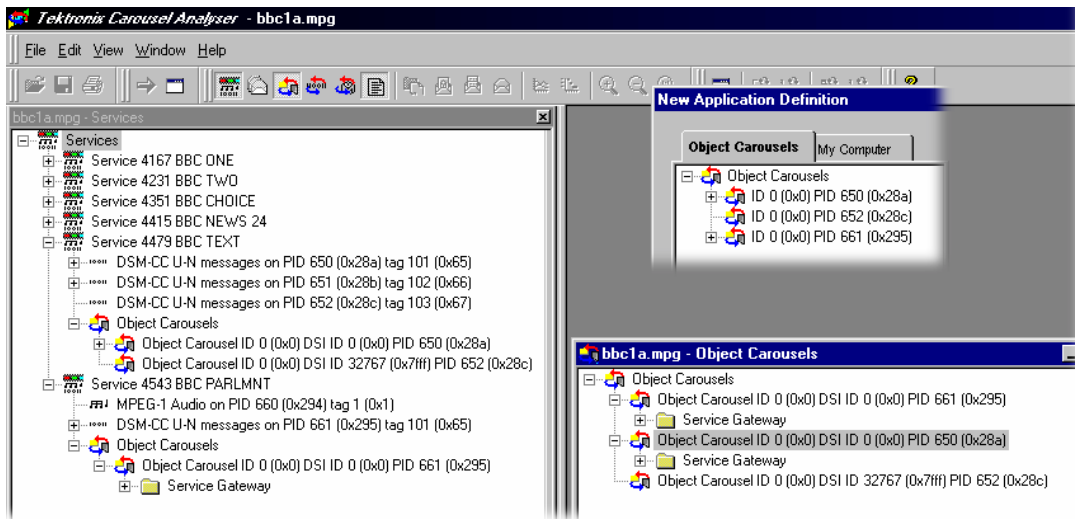 Tektronix Carousel Analyser - bbc1a.mpg
File Edit View Window Help
bbc1a.mpg - Services
Services
Service 4167 BBC ONE
Service 4231 BBC TWO
Service 4351 BBC CHOICE
Service 4415 BBC NEWS 24
Service 4479 BBC TEXT
DSM-CC U-N messages on PID 650 (0x28a) tag 101 (0x65)
DSM-CC U-N messages on PID 651 (0x28b) tag 102 (0x66)
DSM-CC U-N messages on PID 652 (0x28c) tag 103 (0x67)
Object Carousels
Object Carousel ID 0 (0x0) DSI ID 0 (0x0) PID 650 (0x28a)
Object Carousel ID 0 (0x0) DSI ID 32767 (0x7fff) PID 652 (0x28c)
Service 4543 BBC PARLMNT
MPEG-1 Audio on PID 660 (0x294) tag 1 (0x1)
DSM-CC U-N messages on PID 661 (0x295) tag 101 (0x65)
Object Carousels
Object Carousel ID 0 (0x0) DSI ID 0 (0x0) PID 661 (0x295)
Service Gateway
New Application Definition
Object Carousels My Computer
Object Carousels
ID 0 (0x0) PID 650 (0x28a)
ID 0 (0x0) PID 652 (0x28c)
ID 0 (0x0) PID 661 (0x295)
bbc1a.mpg - Object Carousels
Object Carousels
Object Carousel ID 0 (0x0) DSI ID 0 (0x0) PID 661 (0x295)
Service Gateway
Object Carousel ID 0 (0x0) DSI ID 0 (0x0) PID 650 (0x28a)
Service Gateway
Object Carousel ID 0 (0x0) DSI ID 32767 (0x7fff) PID 652 (0x28c)